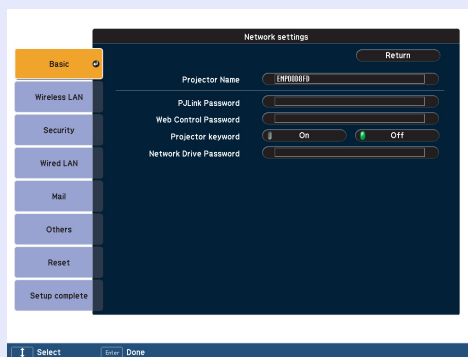 Network settings
Return
Basic
Projector Name EMP00D8FD
Wireless LAN
PJLink Password
Web Control Password
Security
Projector keyword On Off
Network Drive Password
Wired LAN
Mail
Others
Reset
Setup complete
Select Enter Done